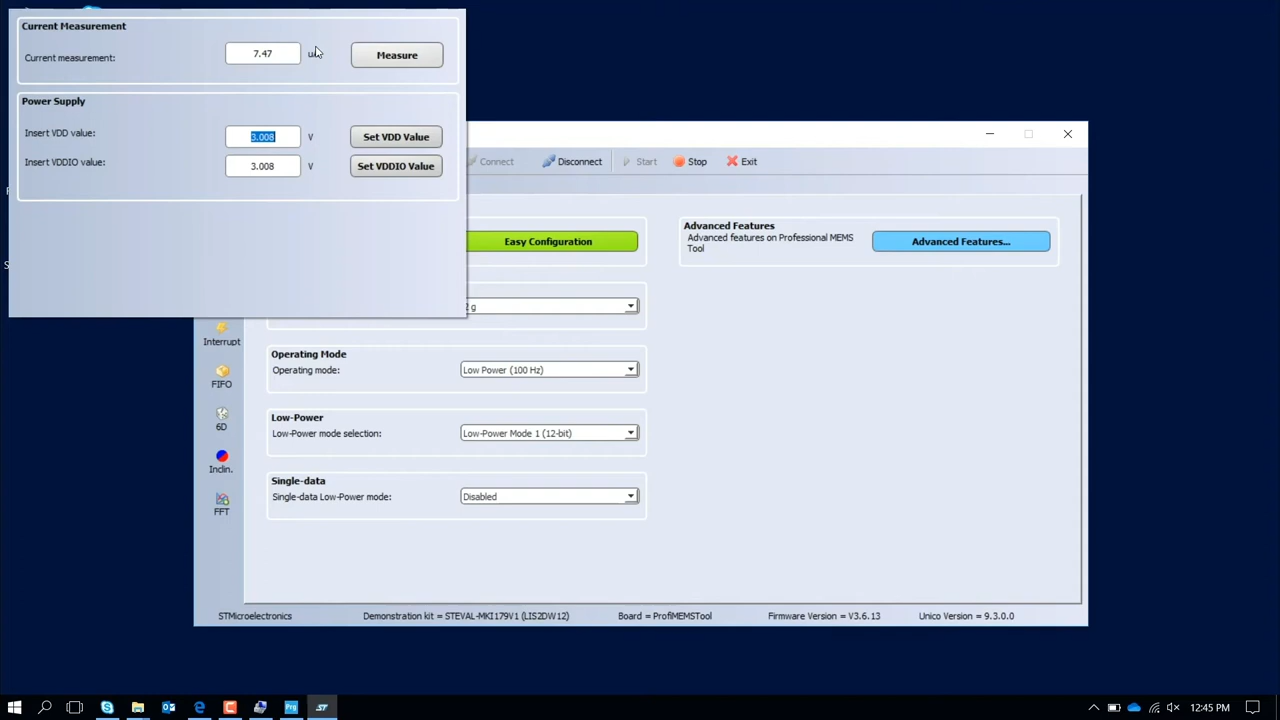 Current Measurement
Current measurement:
7.47
Measure
Power Supply
Insert VDD value:
3.008
V
Set VDD Value
Insert VDDIO value:
3.008
V
Set VDDIO Value
Connect
Disconnect
Start
Stop
Exit
Easy Configuration
Advanced Features
Advanced features on Professional MEMS
Tool
Advanced Features...
g
Interrupt
Operating Mode
Operating mode:
Low Power (100 Hz)
FIFO
Low-Power
Low-Power mode selection:
Low-Power Mode 1 (12-bit)
6D
Inclin.
Single-data
Single-data Low-Power mode:
Disabled
FFT
STMicroelectronics
Demonstration kit = STEVAL-MKI179V1 (LIS2DW12)
Board = ProfiMEMSTool
Firmware Version = V3.6.13
Unico Version = 9.3.0.0
Prg
ST
12:45 PM